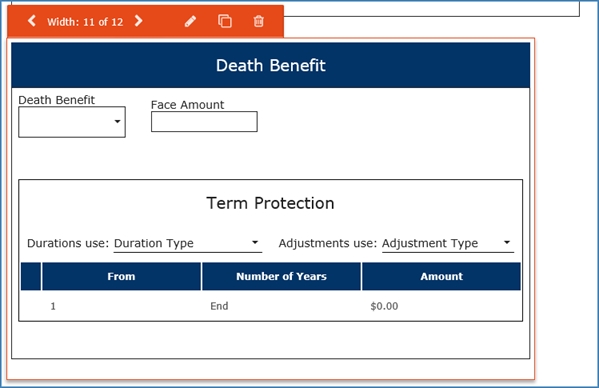 Width: 11 of 12
Death Benefit
Death Benefit
Face Amount
Term Protection
Durations use: Duration Type Adjustments use: Adjustment Type
From Number of Years Amount
1 End $0.00